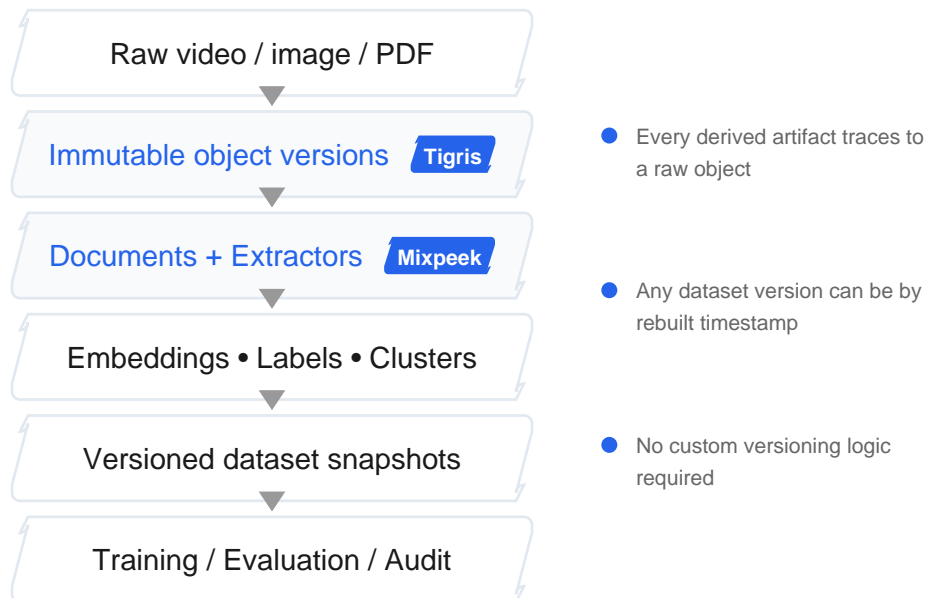 Raw video / image / PDF
Immutable object versions Tigris
Documents + Extractors Mixpeek
Embeddings • Labels • Clusters
Versioned dataset snapshots
Training / Evaluation / Audit
Every derived artifact traces to
a raw object
Any dataset version can be by
rebuilt timestamp
No custom versioning logic
required